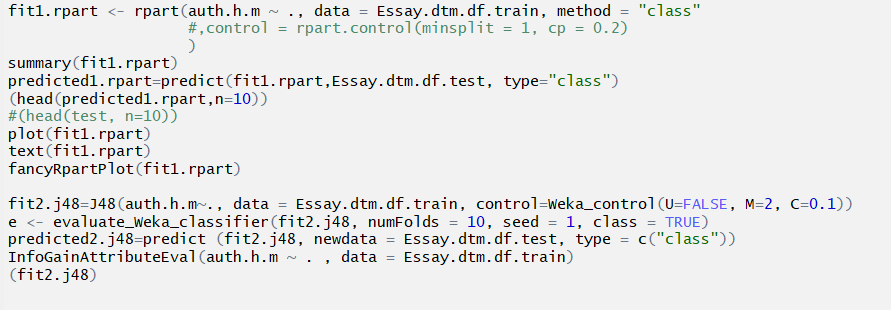 fit1.rpart <- rpart(auth.h.m ~ ., data = Essay.dtm.df.train, method = "class"
#,control = rpart.control(minsplit = 1, cp = 0.2)
)
summary(fit1.rpart)
predicted1.rpart=predict(fit1.rpart,Essay.dtm.df.test, type="class")
(head(predicted1.rpart,n=10))
#(head(test, n=10))
plot(fit1.rpart)
text(fit1.rpart)
fancyRpartPlot(fit1.rpart)
fit2.j48=J48(auth.h.m~., data = Essay.dtm.df.train, control=Weka_control(U=FALSE, M=2, C=0.1))
e <- evaluate_Weka_classifier(fit2.j48, numFolds = 10, seed = 1, class = TRUE)
predicted2.j48=predict (fit2.j48, newdata = Essay.dtm.df.test, type = c("class"))
InfoGainAttributeEval(auth.h.m ~ . , data = Essay.dtm.df.train)
(fit2.j48)